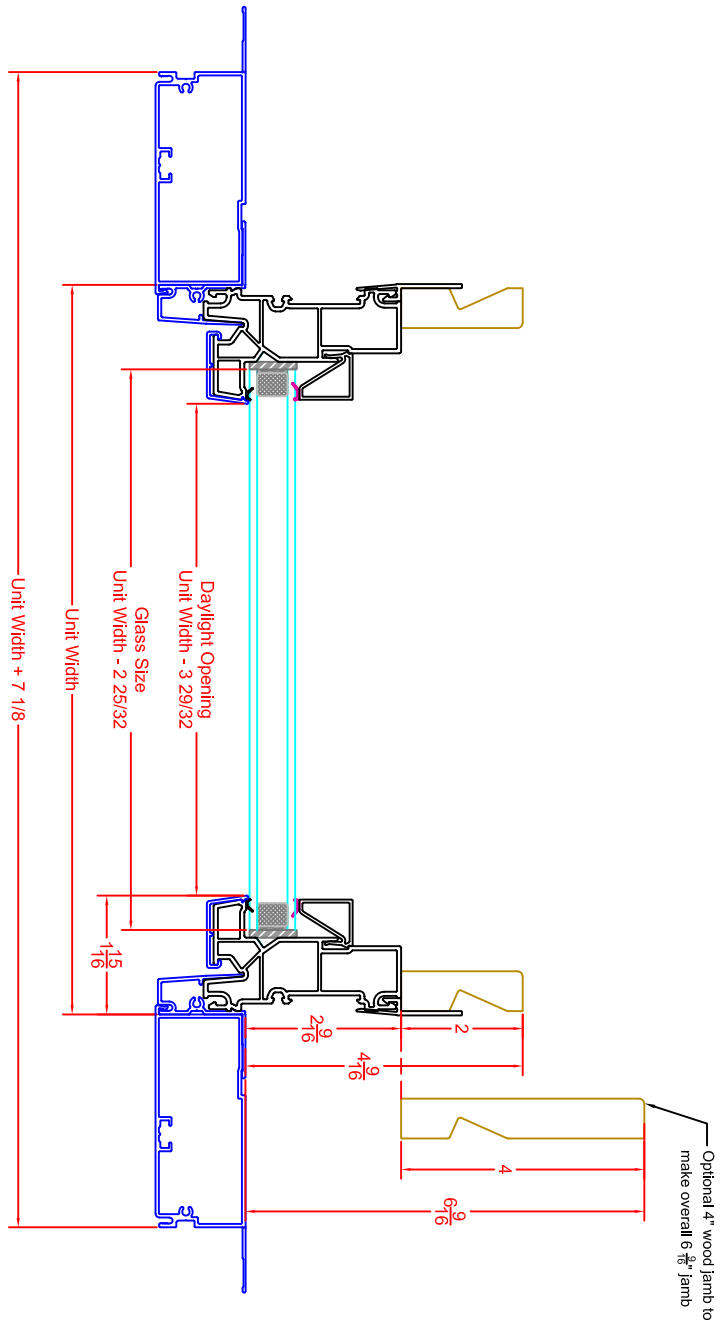 Optional 4" wood jamb to
make overall 6 9/16" jamb
6 9/16
4
4 9/16
2
2 9/16
Daylight Opening
Unit Width - 3 29/32
Glass Size
Unit Width - 2 25/32
1 15/16
Unit Width
Unit Width + 7 1/8